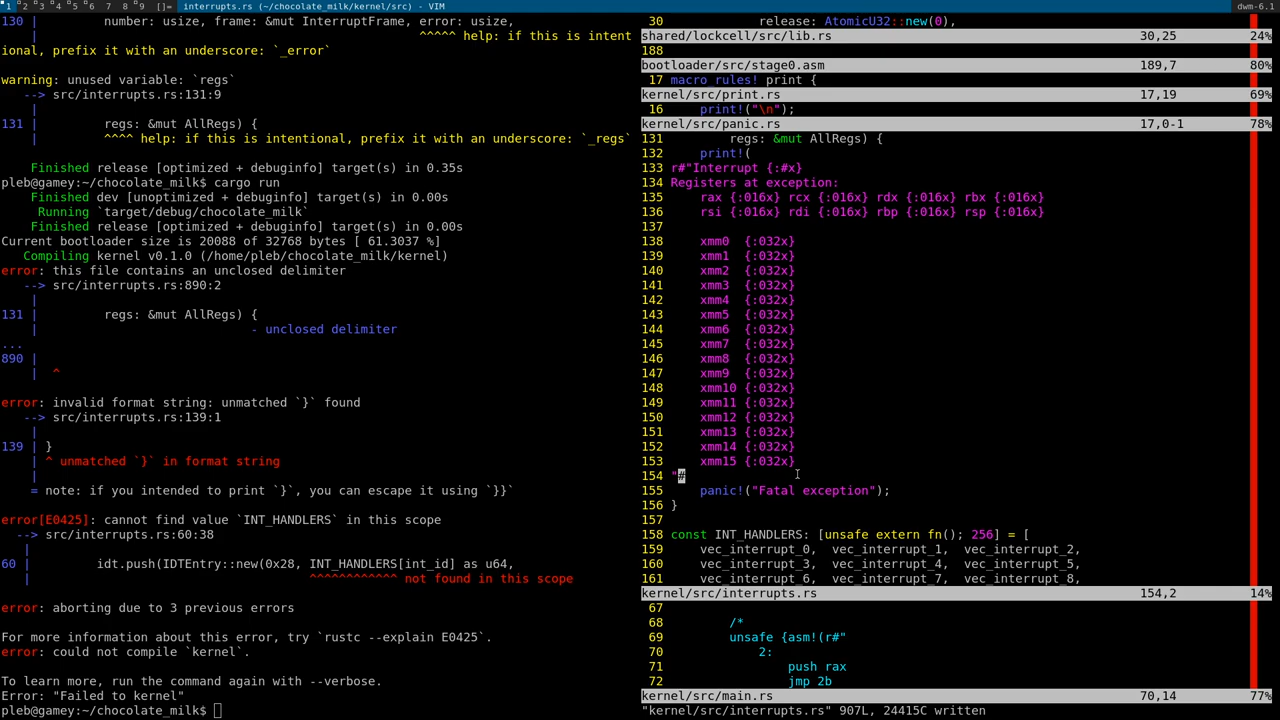 1 2 3 4 5 6 7 8 9 []= interrupts.rs (~/chocolate_milk/kernel/src) - VIM dwm-6.1
130 | number: usize, frame: &mut InterruptFrame, error: usize,
| ^^^^^ help: if this is intent
ional, prefix it with an underscore: `_error`
warning: unused variable: `regs`
--> src/interrupts.rs:131:9
|
131 | regs: &mut AllRegs) {
| ^^^^ help: if this is intentional, prefix it with an underscore: `_regs`
Finished release [optimized + debuginfo] target(s) in 0.35s
pleb@gamey:~/chocolate_milk$ cargo run
Finished dev [unoptimized + debuginfo] target(s) in 0.00s
Running `target/debug/chocolate_milk`
Finished release [optimized + debuginfo] target(s) in 0.00s
Current bootloader size is 20088 of 32768 bytes [ 61.3037 %]
Compiling kernel v0.1.0 (/home/pleb/chocolate_milk/kernel)
error: this file contains an unclosed delimiter
--> src/interrupts.rs:890:2
|
131 | regs: &mut AllRegs) {
| - unclosed delimiter
...
890 |
| ^
error: invalid format string: unmatched `}` found
--> src/interrupts.rs:139:1
|
139 | }
| ^ unmatched `}` in format string
|
= note: if you intended to print `}`, you can escape it using `}}`
error[E0425]: cannot find value `INT_HANDLERS` in this scope
--> src/interrupts.rs:60:38
|
60 | idt.push(IDTEntry::new(0x28, INT_HANDLERS[int_id] as u64,
| ^^^^^^^^^^^^ not found in this scope
error: aborting due to 3 previous errors
For more information about this error, try `rustc --explain E0425`.
error: could not compile `kernel`.
To learn more, run the command again with --verbose.
Error: "Failed to kernel"
pleb@gamey:~/chocolate_milk$
30 release: AtomicU32::new(0),
shared/lockcell/src/lib.rs 30,25 24%
188
bootloader/src/stage0.asm 189,7 80%
17 macro_rules! print {
kernel/src/print.rs 17,19 69%
16 print!("\n");
kernel/src/panic.rs 17,0-1 78%
131 regs: &mut AllRegs) {
132 print!(
133 r#"Interrupt {:#x}
134 Registers at exception:
135 rax {:016x} rcx {:016x} rdx {:016x} rbx {:016x}
136 rsi {:016x} rdi {:016x} rbp {:016x} rsp {:016x}
137
138 xmm0 {:032x}
139 xmm1 {:032x}
140 xmm2 {:032x}
141 xmm3 {:032x}
142 xmm4 {:032x}
143 xmm5 {:032x}
144 xmm6 {:032x}
145 xmm7 {:032x}
146 xmm8 {:032x}
147 xmm9 {:032x}
148 xmm10 {:032x}
149 xmm11 {:032x}
150 xmm12 {:032x}
151 xmm13 {:032x}
152 xmm14 {:032x}
153 xmm15 {:032x}
154 "#
155 panic!("Fatal exception");
156 }
157
158 const INT_HANDLERS: [unsafe extern fn(); 256] = [
159 vec_interrupt_0, vec_interrupt_1, vec_interrupt_2,
160 vec_interrupt_3, vec_interrupt_4, vec_interrupt_5,
161 vec_interrupt_6, vec_interrupt_7, vec_interrupt_8,
kernel/src/interrupts.rs 154,2 14%
67
68 /*
69 unsafe {asm!(r#"
70 2:
71 push rax
72 jmp 2b
kernel/src/main.rs 70,14 77%
"kernel/src/interrupts.rs" 907L, 24415C written